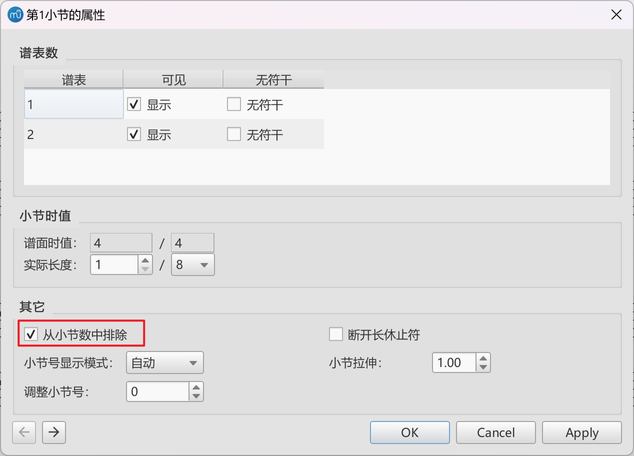 第1小节的属性
谱表数
谱表 可见 无符干
1 显示 无符干
2 显示 无符干
小节时值
谱面时值： 4 / 4
实际长度： 1 / 8
其它
从小节数中排除 断开长休止符
小节号显示模式： 自动 小节拉伸： 1.00
调整小节号： 0
OK Cancel Apply